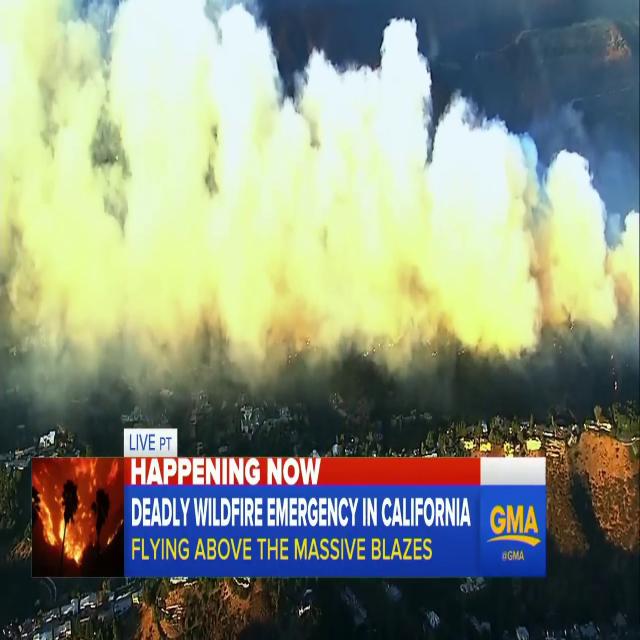 LIVE PT
HAPPENING NOW
DEADLY WILDFIRE EMERGENCY IN CALIFORNIA
FLYING ABOVE THE MASSIVE BLAZES
GMA
@GMA